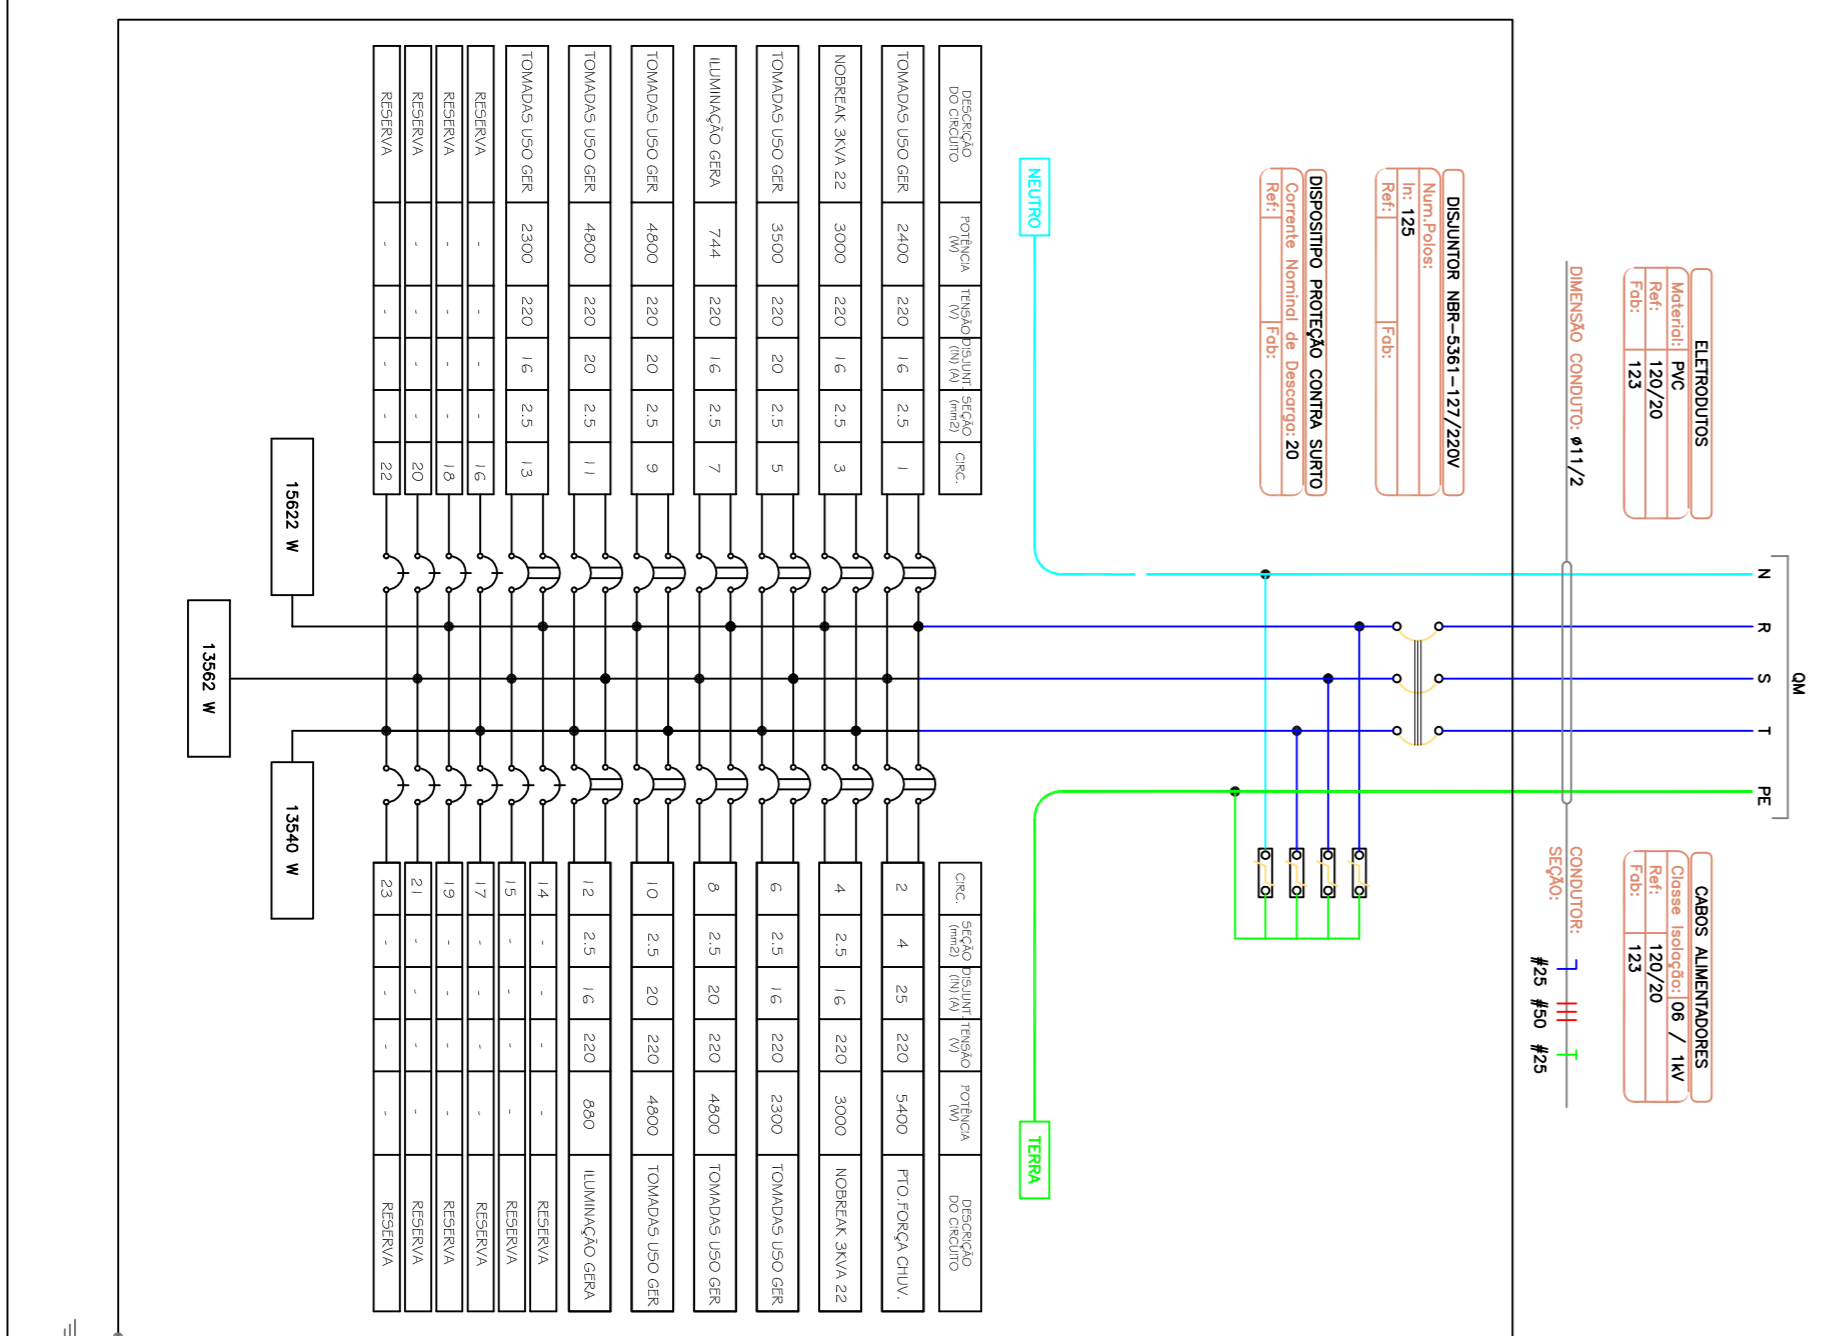 QM
N
R
S
T
PE
ELETRODUTOS
Material: PVC
Ref: 120/20
Fab: 123
CABOS ALIMENTADORES
Classe Isolação: 06 / 1kV
Ref: 120/20
Fab: 123
DIMENSÃO CONDUTO: ø11/2
CONDUTOR:
SEÇÃO:
#25 #50 #25
DISJUNTOR NBR-5361-127/220V
Num.Polos:
In: 125
Ref: Fab:
DISPOSITIPO PROTEÇÃO CONTRA SURTO
Corrente Nominal de Descarga: 20
Ref: Fab:
NEUTRO
TERRA
DESCRIÇÃO DO CIRCUITO POTÊNCIA (W) TENSÃO (V) DISJUNT. (IN) (A) SEÇÃO (mm2) CIRC.
TOMADAS USO GER 2400 220 16 2.5 1
NOBREAK 3KVA 22 3000 220 16 2.5 3
TOMADAS USO GER 3500 220 20 2.5 5
ILUMINAÇÃO GERA 744 220 16 2.5 7
TOMADAS USO GER 4800 220 20 2.5 9
TOMADAS USO GER 4800 220 20 2.5 11
TOMADAS USO GER 2300 220 16 2.5 13
RESERVA - - - - 16
RESERVA - - - - 18
RESERVA - - - - 20
RESERVA - - - - 22
CIRC. SEÇÃO (mm2) DISJUNT. (IN) (A) TENSÃO (V) POTÊNCIA (W) DESCRIÇÃO DO CIRCUITO
2 4 25 220 5400 PTO.FORÇA CHUV.
4 2.5 16 220 3000 NOBREAK 3KVA 22
6 2.5 16 220 2300 TOMADAS USO GER
8 2.5 20 220 4800 TOMADAS USO GER
10 2.5 20 220 4800 TOMADAS USO GER
12 2.5 16 220 880 ILUMINAÇÃO GERA
14 - - - - RESERVA
15 - - - - RESERVA
17 - - - - RESERVA
19 - - - - RESERVA
21 - - - - RESERVA
23 - - - - RESERVA
15622 W
13562 W
13540 W